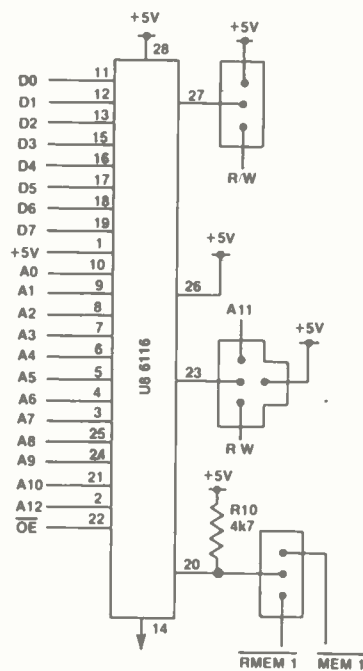 +5V
28
+5V
27
R/W
D0 11
D1 12
D2 13
D3 15
D4 16
D5 17
D6 18
D7 19
+5V 1
A0 10
A1 9
A2 8
A3 7
A4 6
A5 5
A6 4
A7 3
A8 25
A9 24
A10 21
A12 2
OE 22
U8 6116
+5V
26
A11
+5V
23
R W
+5V
R10
4k7
20
14
RMEM 1
MEM 1